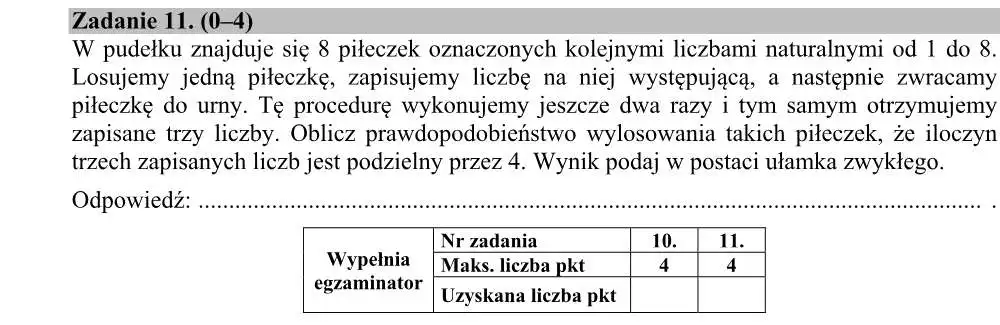 Zadanie 11. (0–4)
W pudełku znajduje się 8 piłeczek oznaczonych kolejnymi liczbami naturalnymi od 1 do 8.
Losujemy jedną piłeczkę, zapisujemy liczbę na niej występującą, a następnie zwracamy
piłeczkę do urny. Tę procedurę wykonujemy jeszcze dwa razy i tym samym otrzymujemy
zapisane trzy liczby. Oblicz prawdopodobieństwo wylosowania takich piłeczek, że iloczyn
trzech zapisanych liczb jest podzielny przez 4. Wynik podaj w postaci ułamka zwykłego.
Odpowiedź: ................................................................................................................................ .
Wypełnia egzaminator
Nr zadania 10. 11.
Maks. liczba pkt 4 4
Uzyskana liczba pkt